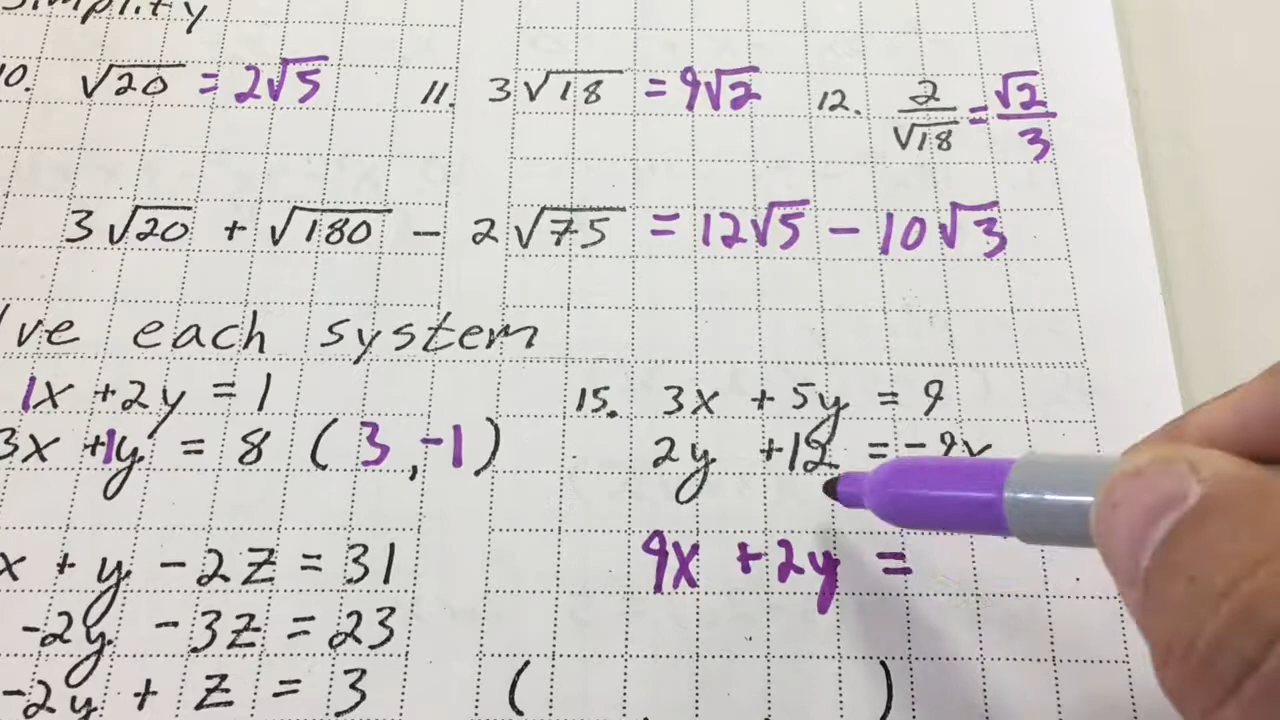 simplify
10. √20 = 2√5 11. 3√18 = 9√2 12. 2/√18 = √2/3
3√20 + √180 - 2√75 = 12√5 - 10√3
lve each system
1x + 2y = 1 15. 3x + 5y = 9
3x + 1y = 8 (3, -1) 2y + 12 = -9x
9x + 2y =
x + y - 2z = 31
-2y - 3z = 23
-2y + z = 3 ( )